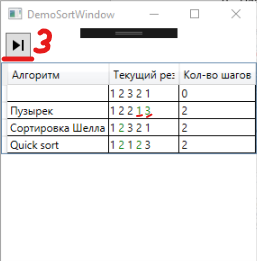 DemoSortWindow
3
Алгоритм Текущий рез Кол-во шагов
1 2 3 2 1 0
Пузырек 1 2 2 1 3 2
Сортировка Шелла 1 2 3 2 1 2
Quick sort 1 2 1 2 3 2